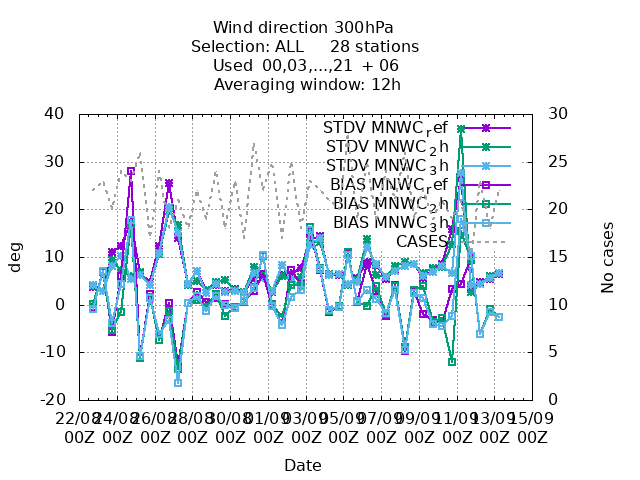 Wind direction 300hPa
Selection: ALL 28 stations
Used 00,03,...,21 + 06
Averaging window: 12h
40 30
STDV MNWC_ref
STDV MNWC_2h
30 25
STDV MNWC_3h
BIAS MNWC_ref
20 20
BIAS MNWC_2h
BIAS MNWC_3h
CASES
10 15
deg No cases
0 10
-10 5
-20 0
22/08 24/08 26/08 28/08 30/08 01/09 03/09 05/09 07/09 09/09 11/09 13/09 15/09
00Z 00Z 00Z 00Z 00Z 00Z 00Z 00Z 00Z 00Z 00Z 00Z 00Z
Date